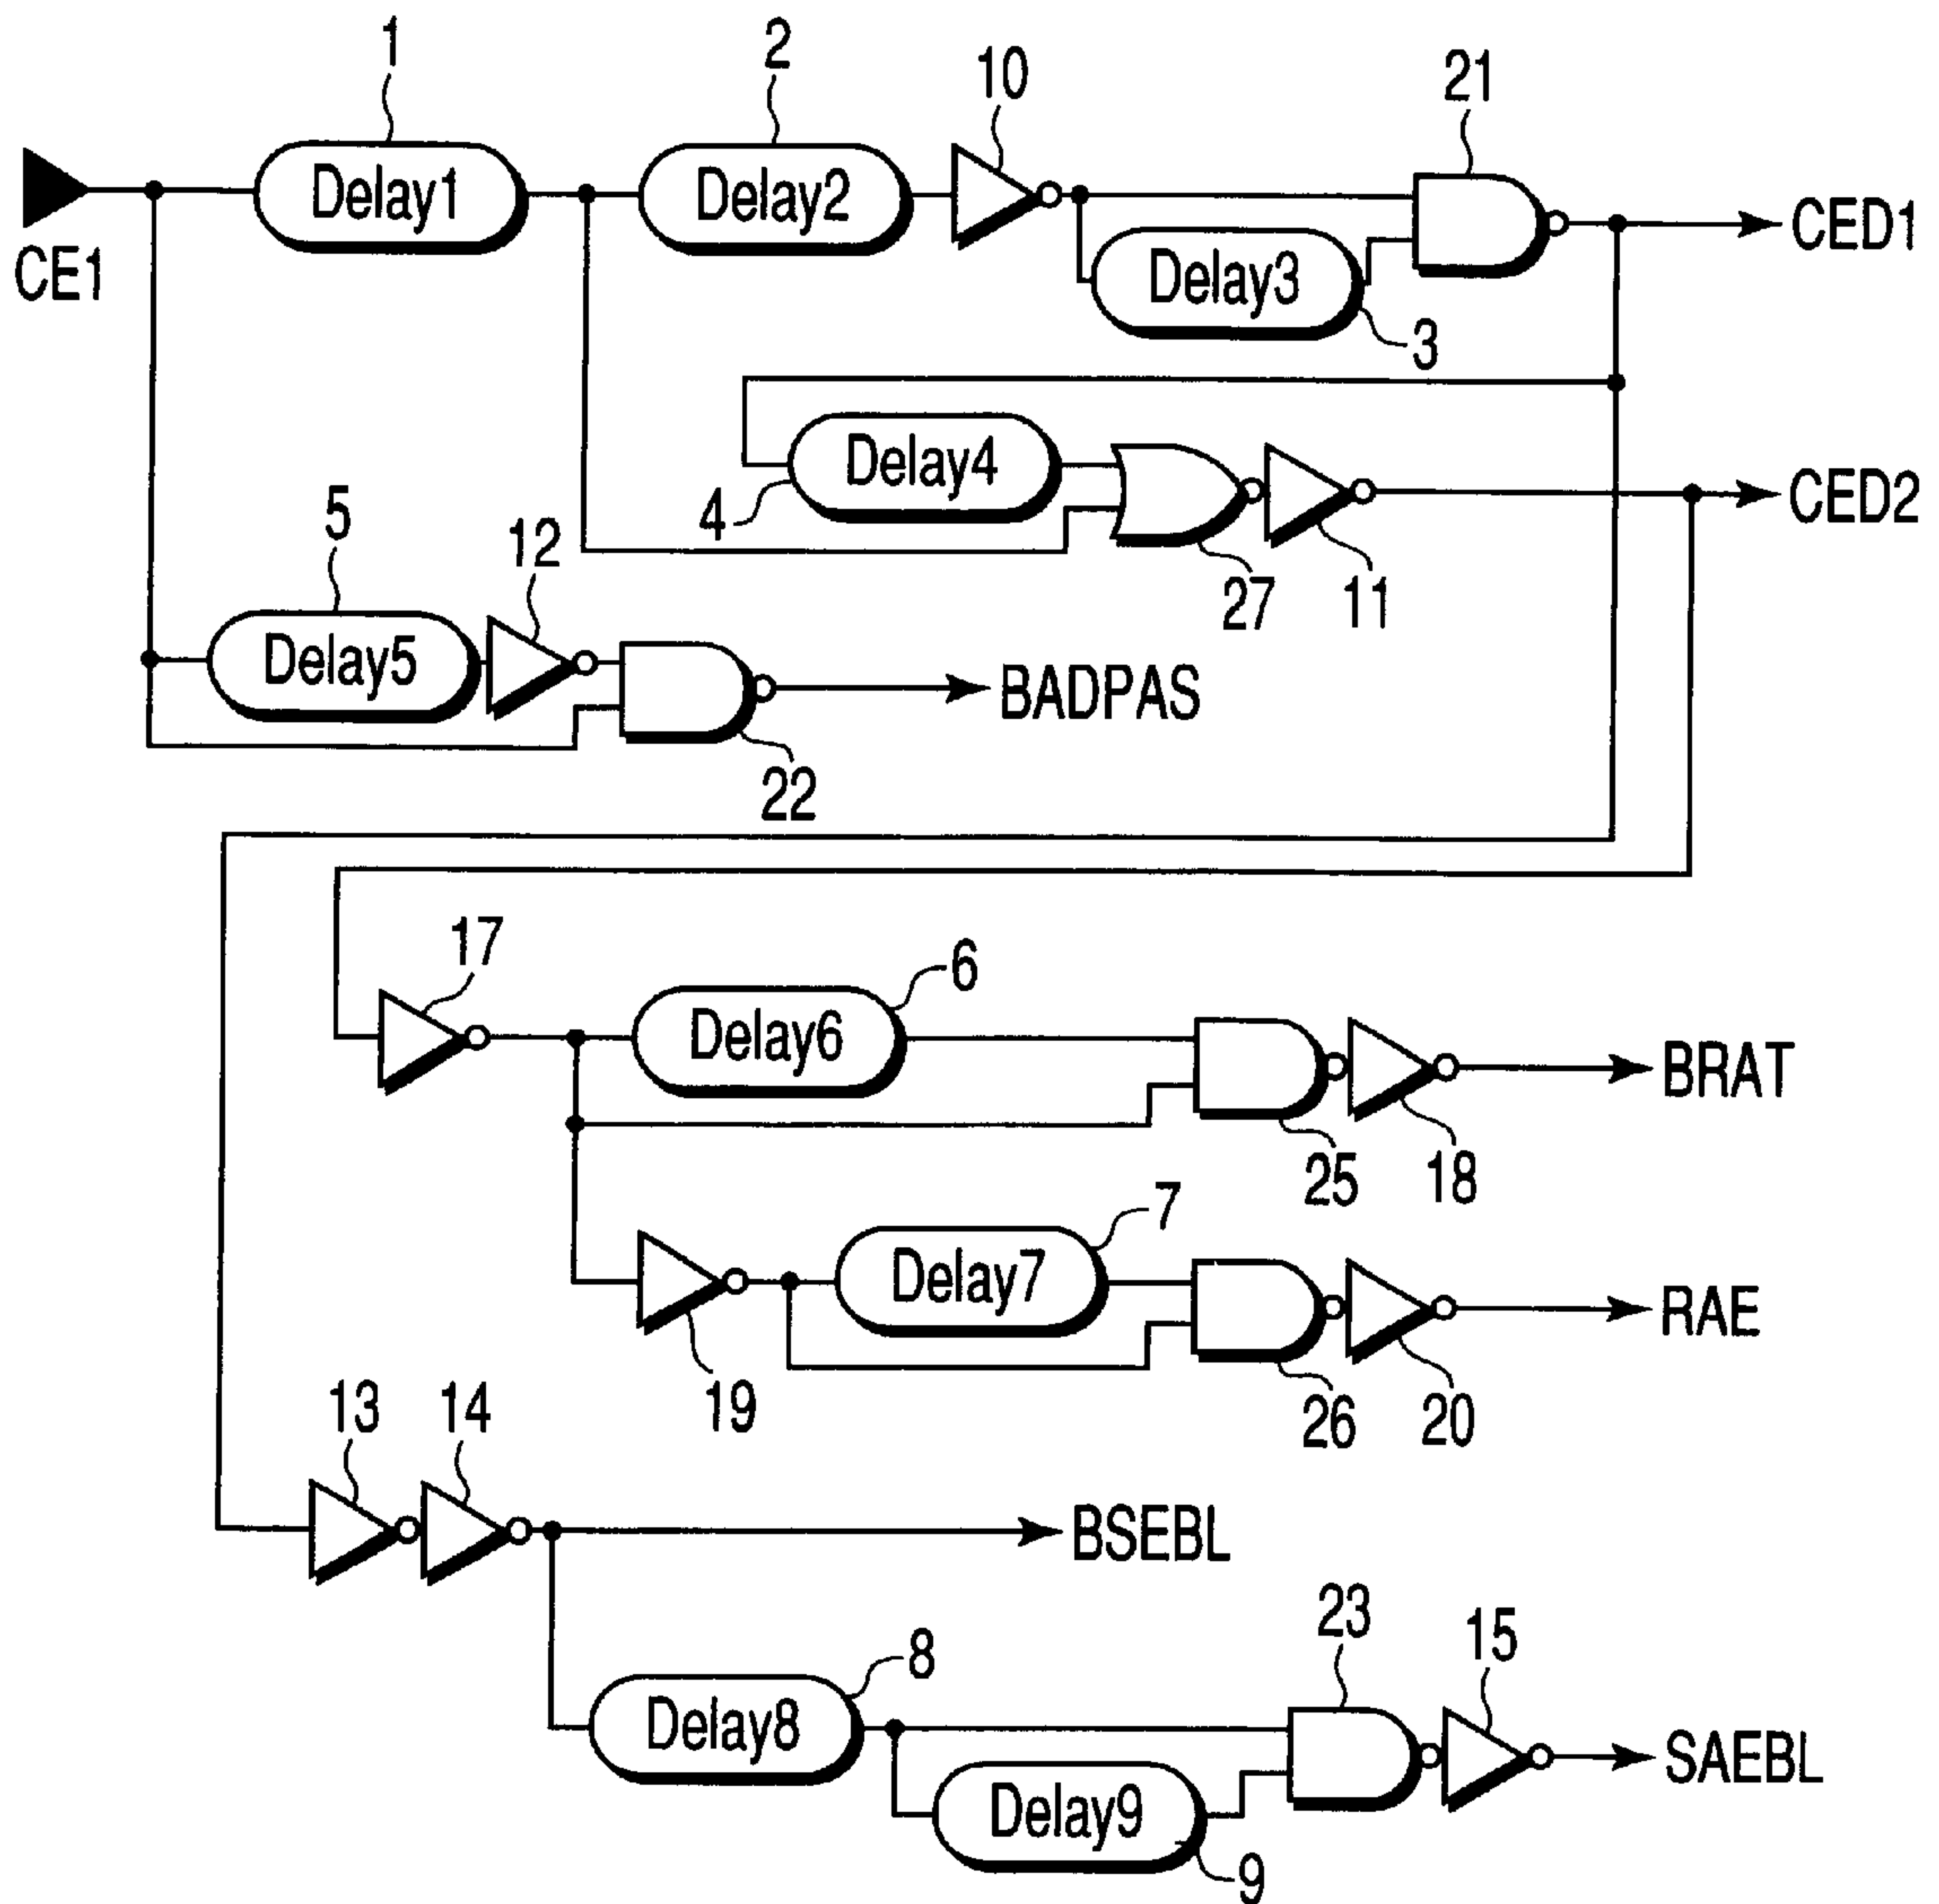 1
2
10
21
Delay1
Delay2
CED1
CE1
Delay3
3
Delay4
4
CED2
5
12
27
11
Delay5
BADPAS
22
17
6
Delay6
BRAT
25
18
7
Delay7
RAE
19
26
20
13
14
BSEBL
23
15
8
Delay8
SAEBL
Delay9
9